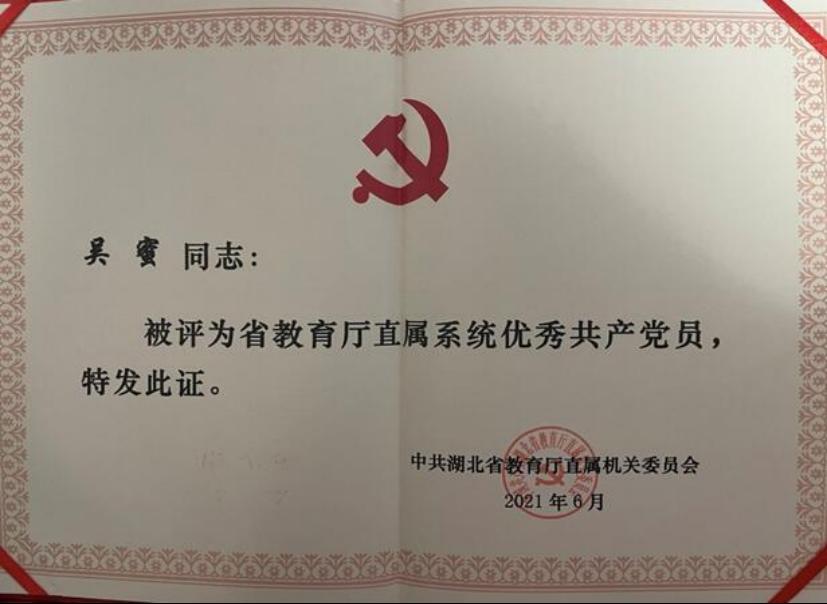 吴蜜 同志：
被评为省教育厅直属系统优秀共产党员，
特发此证。
中共湖北省教育厅直属机关委员会
2021年6月